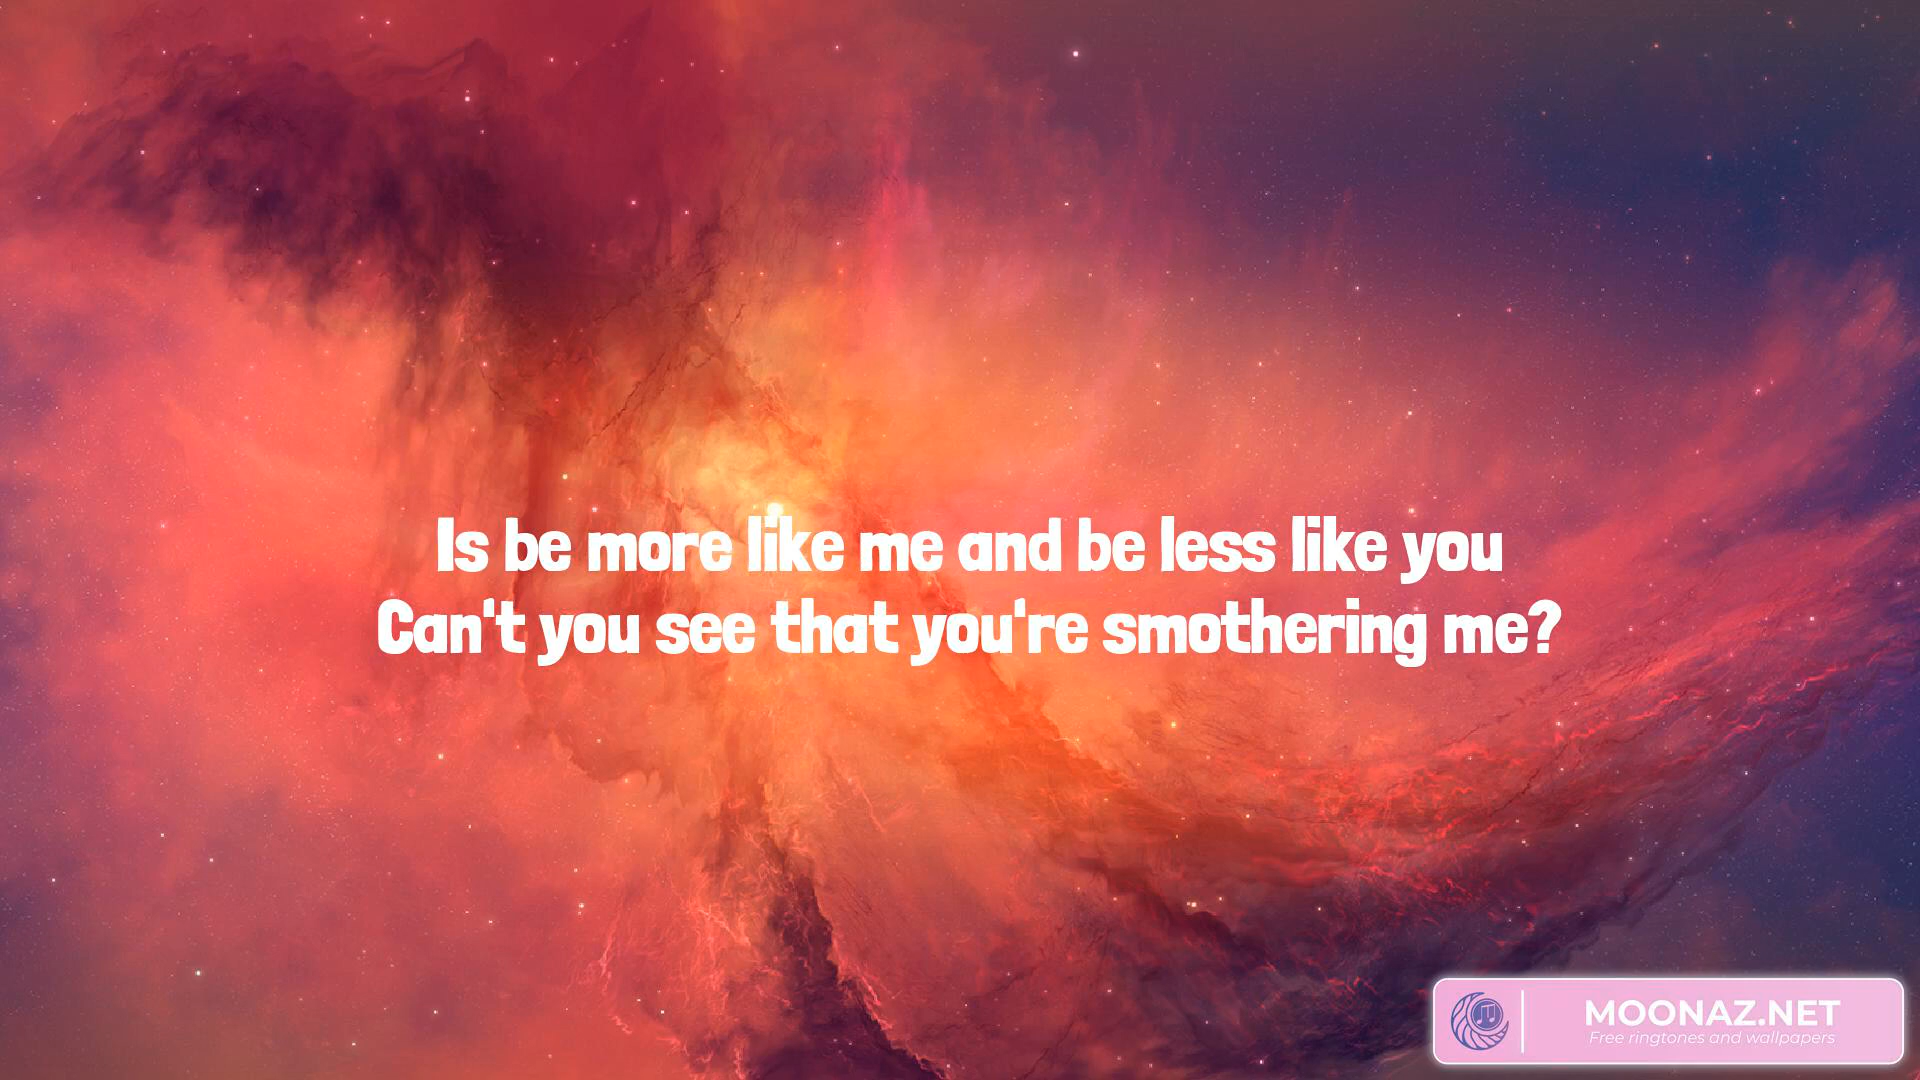 Is be more like me and be less like you
Can't you see that you're smothering me?
MOONAZ.NET
Free ringtones and wallpapers